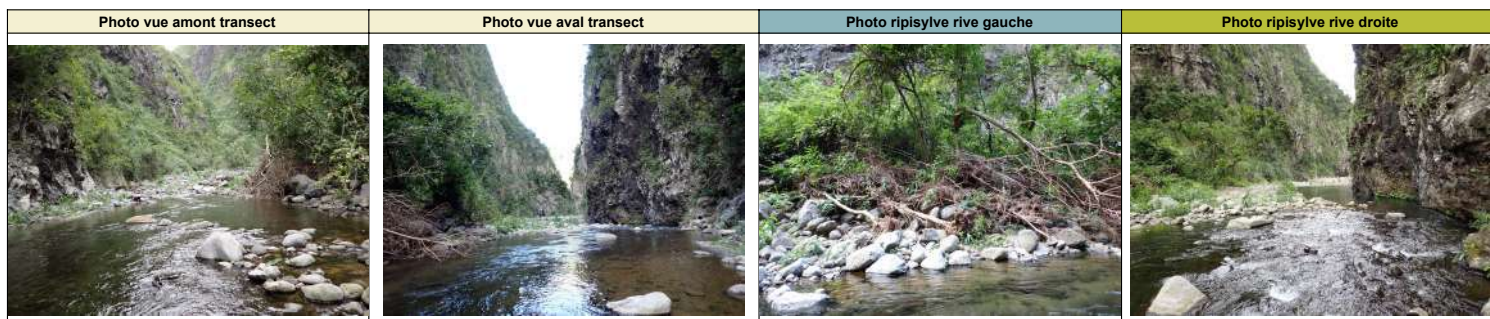 Photo vue amont transect
Photo vue aval transect
Photo ripisylve rive gauche
Photo ripisylve rive droite